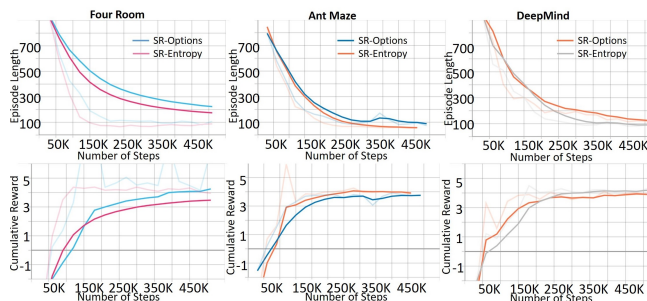 Four Room
Ant Maze
DeepMind
Episode Length
700
500
300
100
SR-Options
SR-Entropy
50K 150K 250K 350K 450K
Number of Steps
Episode Length
700
500
300
100
SR-Options
SR-Entropy
50K 150K 250K 350K 450K
Number of Steps
Episode Length
700
500
300
100
SR-Options
SR-Entropy
50K 150K 250K 350K 450K
Number of Steps
Cumulative Reward
5
3
1
-1
50K 150K 250K 350K 450K
Number of Steps
Cumulative Reward
5
3
1
-1
50K 150K 250K 350K 450K
Number of Steps
Cumulative Reward
5
3
1
-1
50K 150K 250K 350K 450K
Number of Steps